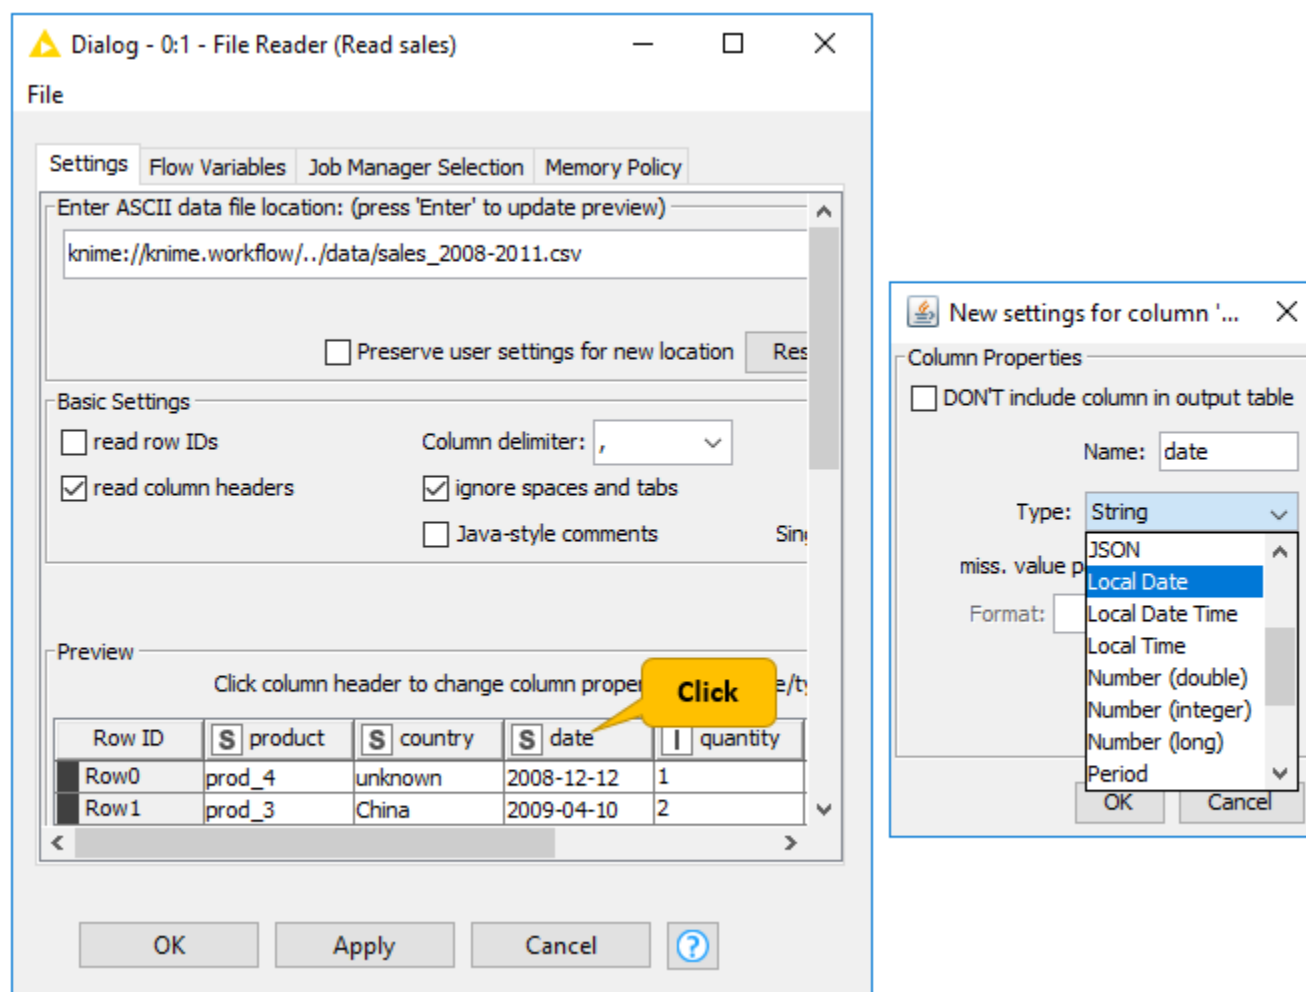 Dialog - 0:1 - File Reader (Read sales)
File
Settings Flow Variables Job Manager Selection Memory Policy
Enter ASCII data file location: (press 'Enter' to update preview)
knime://knime.workflow/../data/sales_2008-2011.csv
Preserve user settings for new location Res
Basic Settings
read row IDs Column delimiter: ,
read column headers ignore spaces and tabs
Java-style comments Sing
Preview
Click column header to change column proper e/ty
Click
Row ID S product S country S date I quantity
Row0 prod_4 unknown 2008-12-12 1
Row1 prod_3 China 2009-04-10 2
OK Apply Cancel ?
New settings for column '...
Column Properties
DON'T include column in output table
Name: date
Type: String
miss. value p
Format:
JSON
Local Date
Local Date Time
Local Time
Number (double)
Number (integer)
Number (long)
Period
OK Cancel